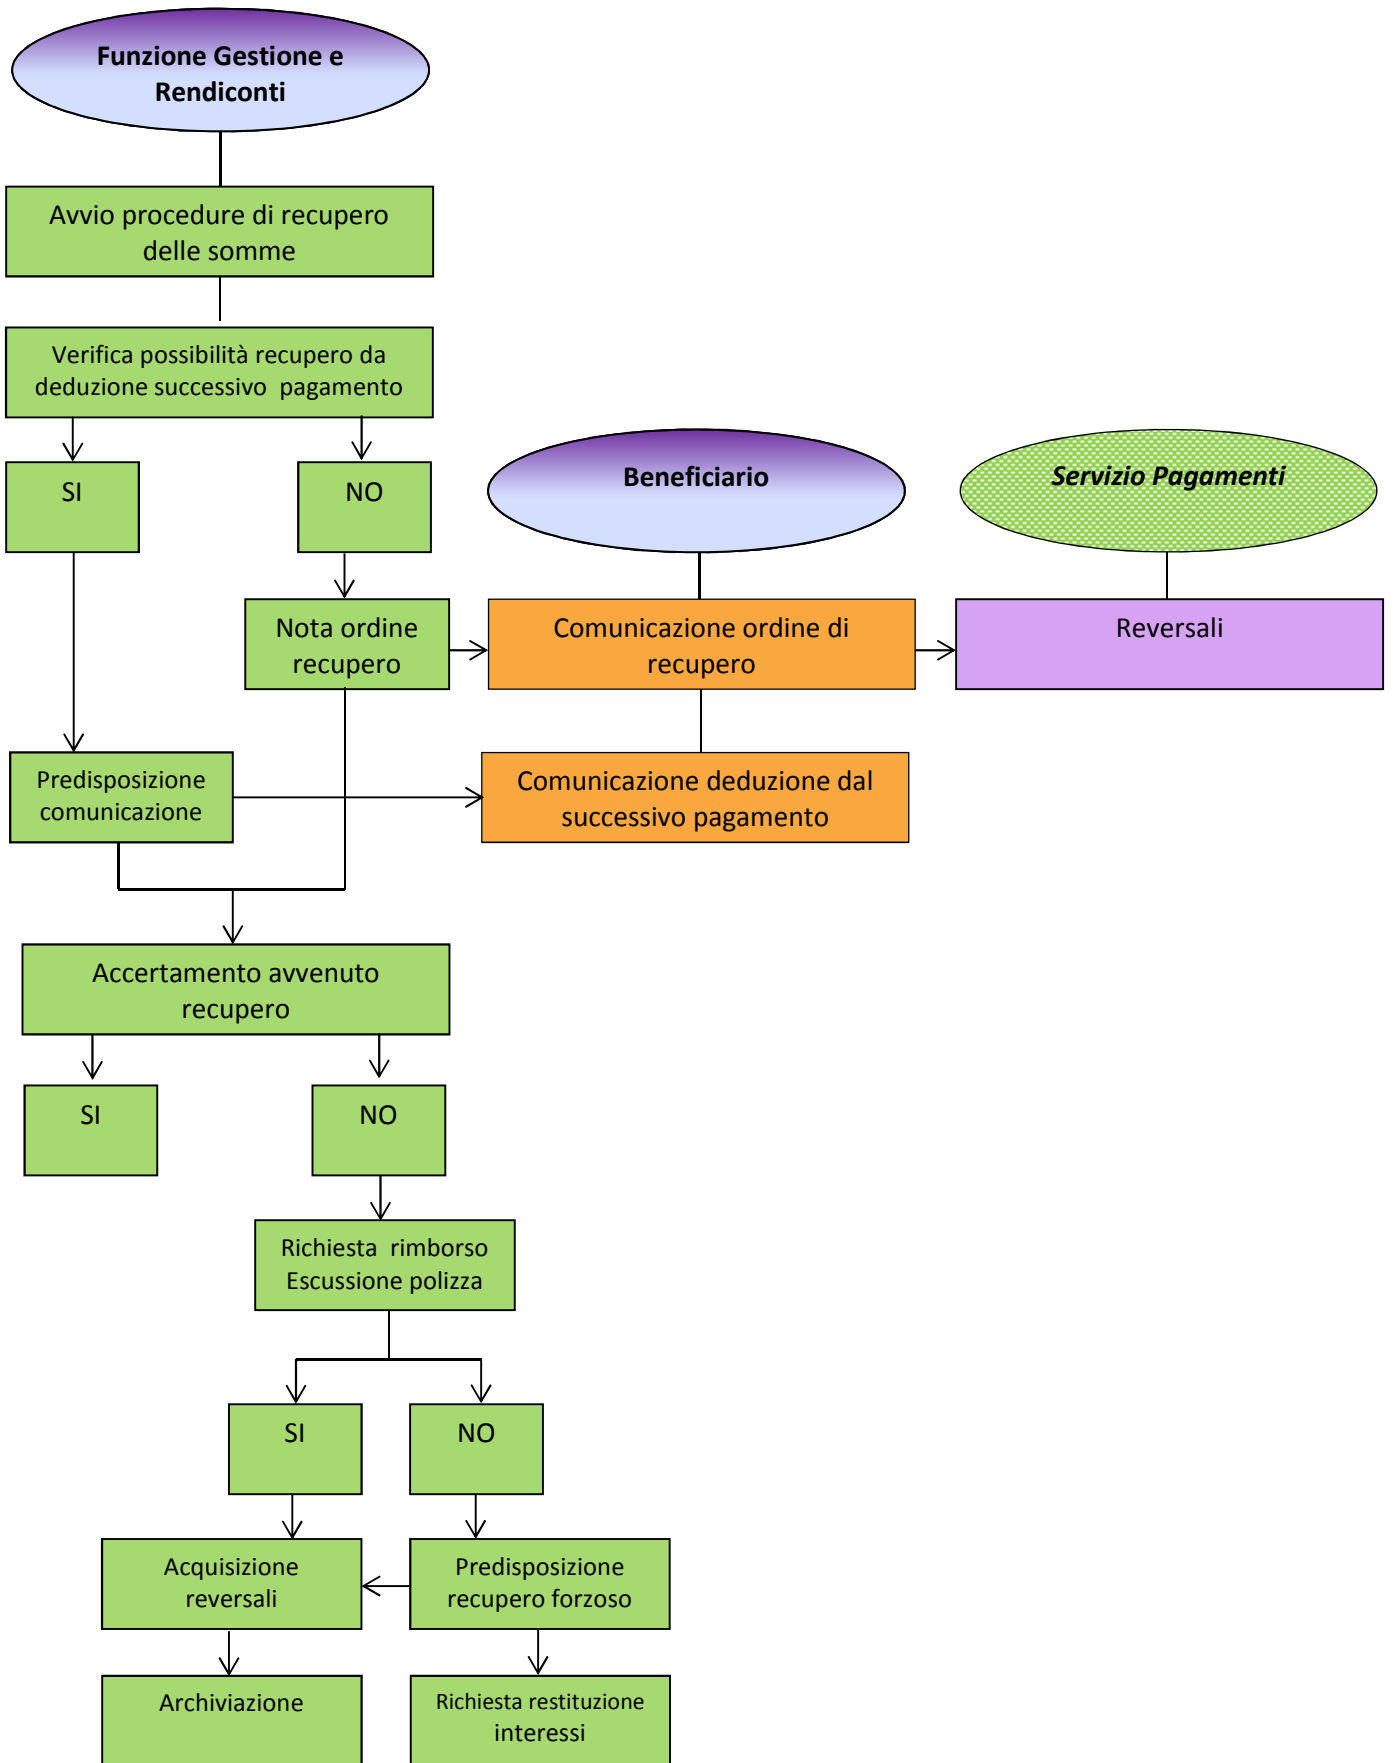 Funzione Gestione e
Rendiconti
Avvio procedure di recupero
delle somme
Verifica possibilità recupero da
deduzione successivo pagamento
SI
NO
Beneficiario
Servizio Pagamenti
Nota ordine
recupero
Comunicazione ordine di
recupero
Reversali
Predisposizione
comunicazione
Comunicazione deduzione dal
successivo pagamento
Accertamento avvenuto
recupero
SI
NO
Richiesta rimborso
Escussione polizza
SI
NO
Acquisizione
reversali
Predisposizione
recupero forzoso
Archiviazione
Richiesta restituzione
interessi